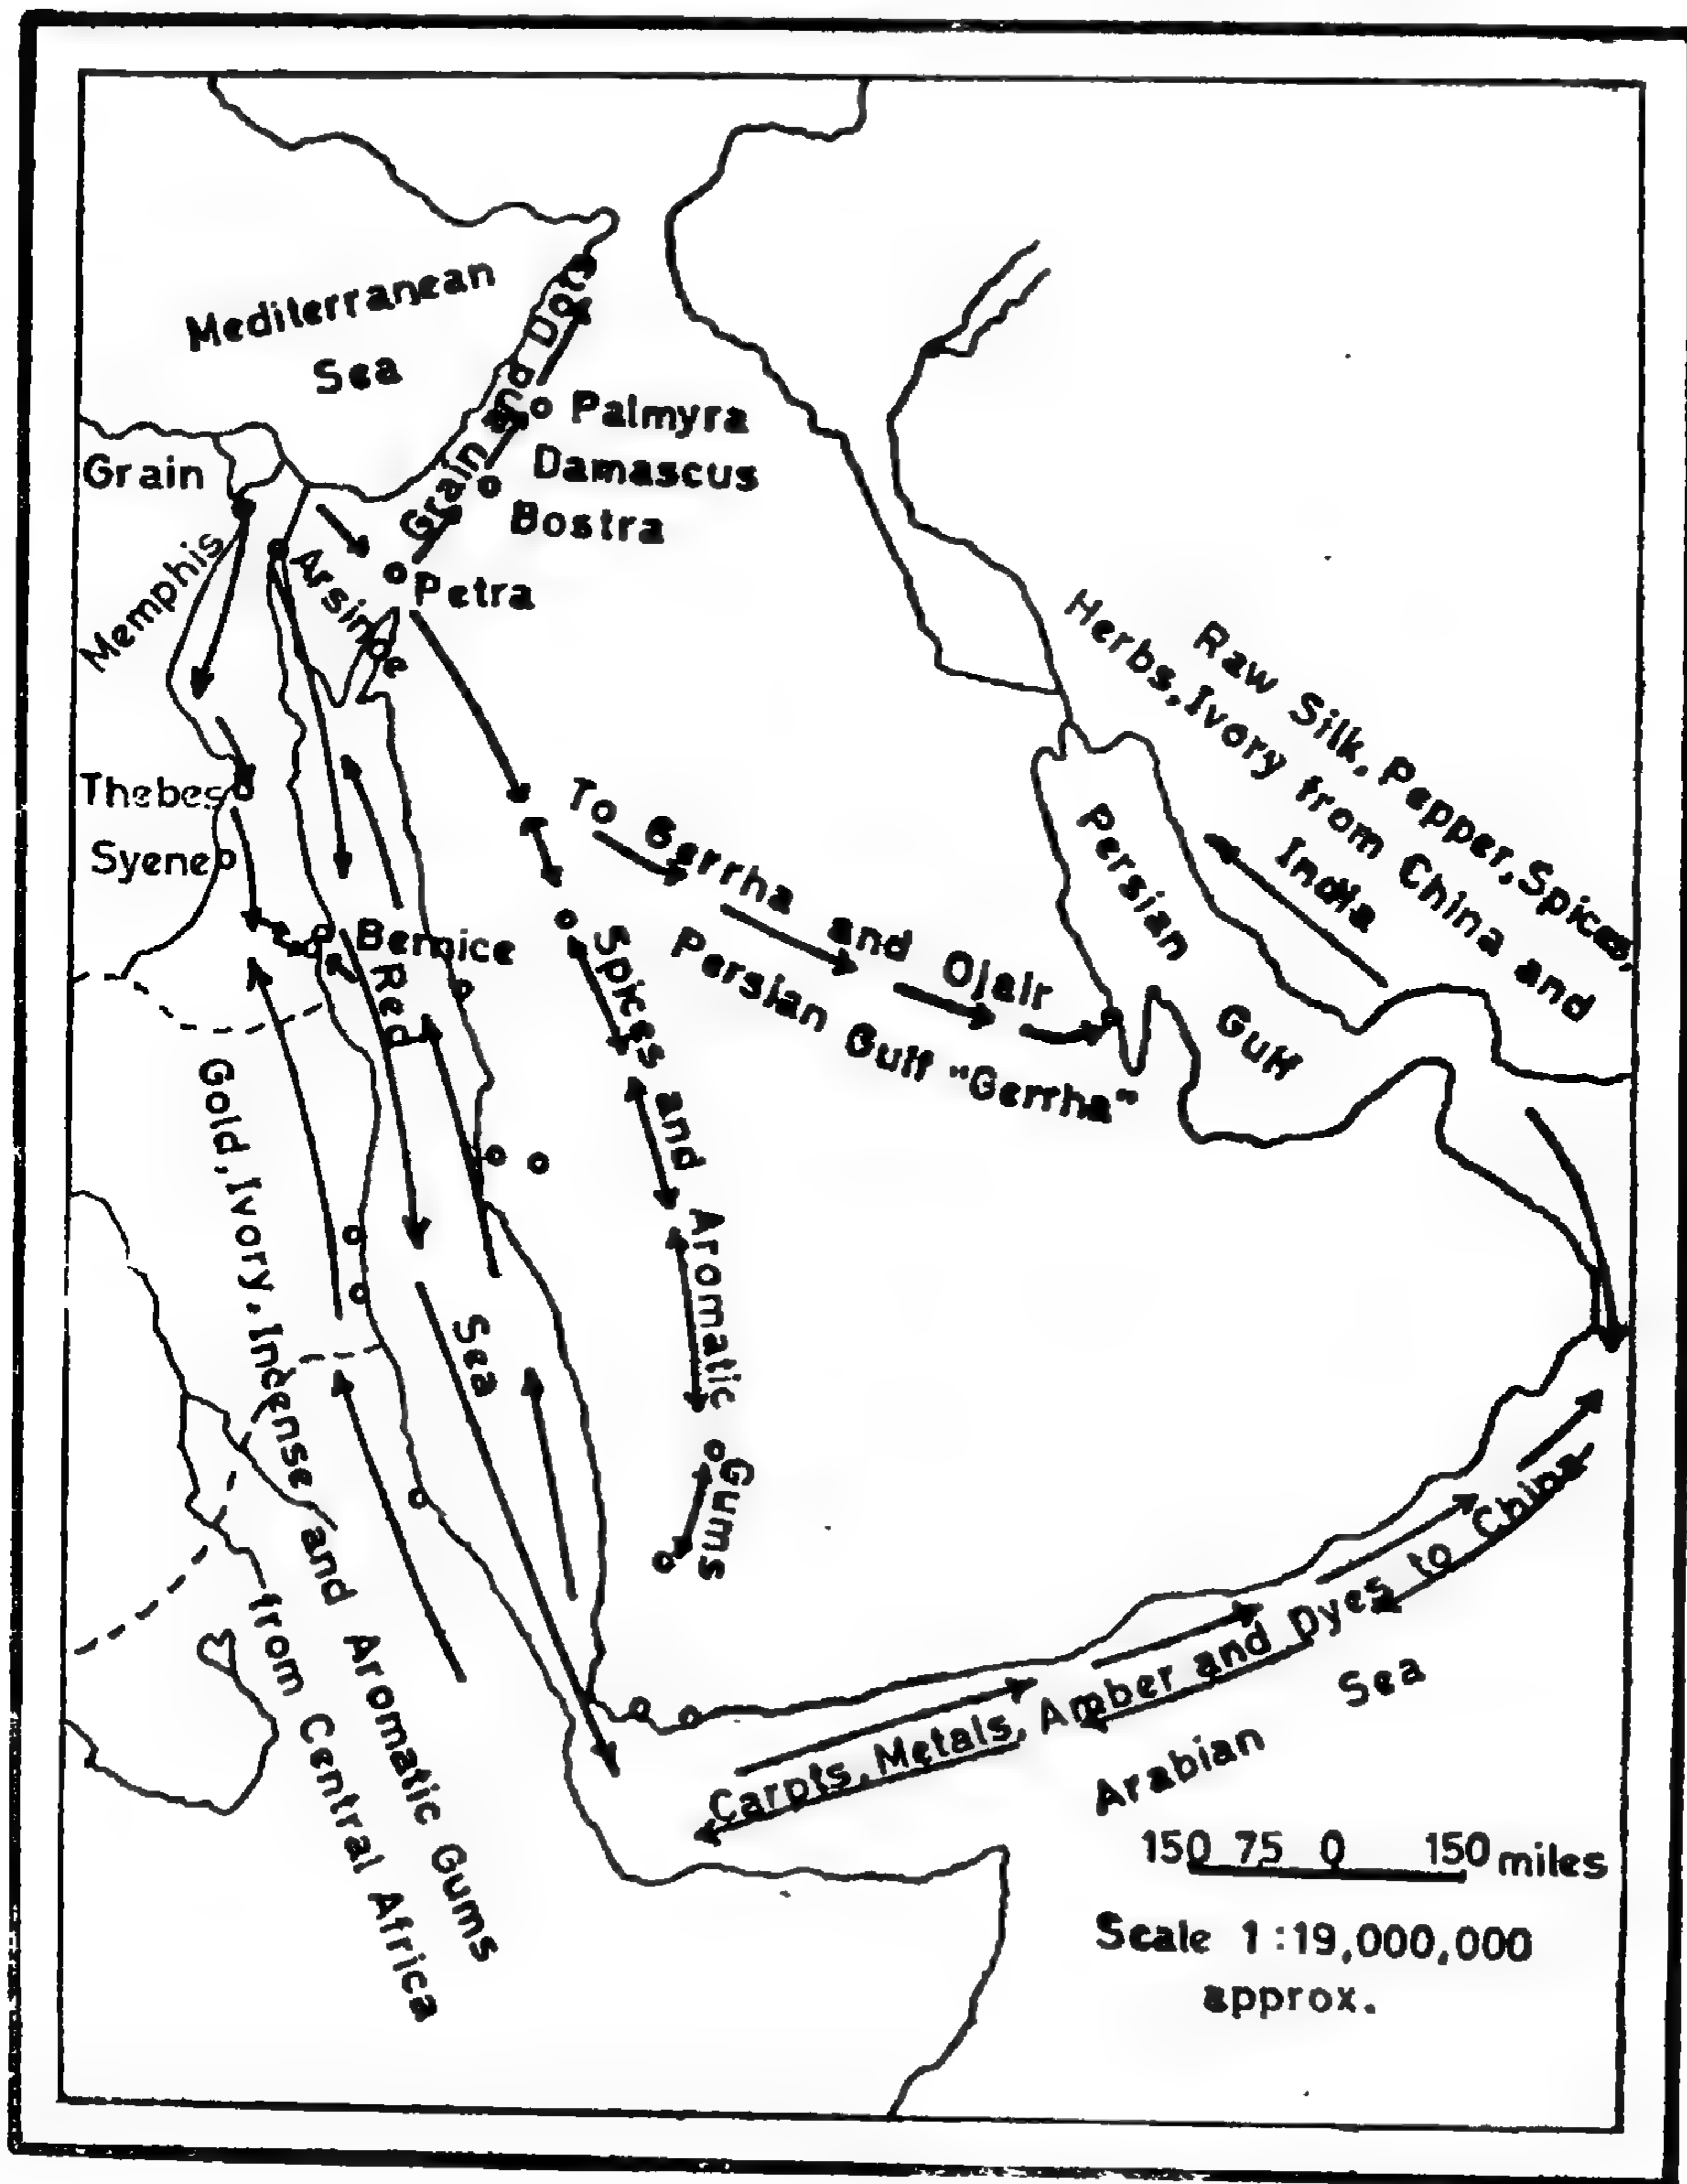 Mediterranean
Sea
Grain and
Palmyra
Damascus
Bostra
Grain
Memphis
Arsinoe
Petra
Thebes
Syene
Bernice
Red
Sea
To Gerrha and Ojair
Persian Gulf "Gerrha"
Persian
Gulf
Raw Silk, Pepper, Spices,
Herbs, Ivory from China and
India
Spices and Aromatic Gums
Gold, Ivory, Incense and Aromatic Gums
from Central Africa
Carpts, Metals, Amber and Dyes to China
Arabian
Sea
150 75 0 150 miles
Scale 1:19,000,000
approx.